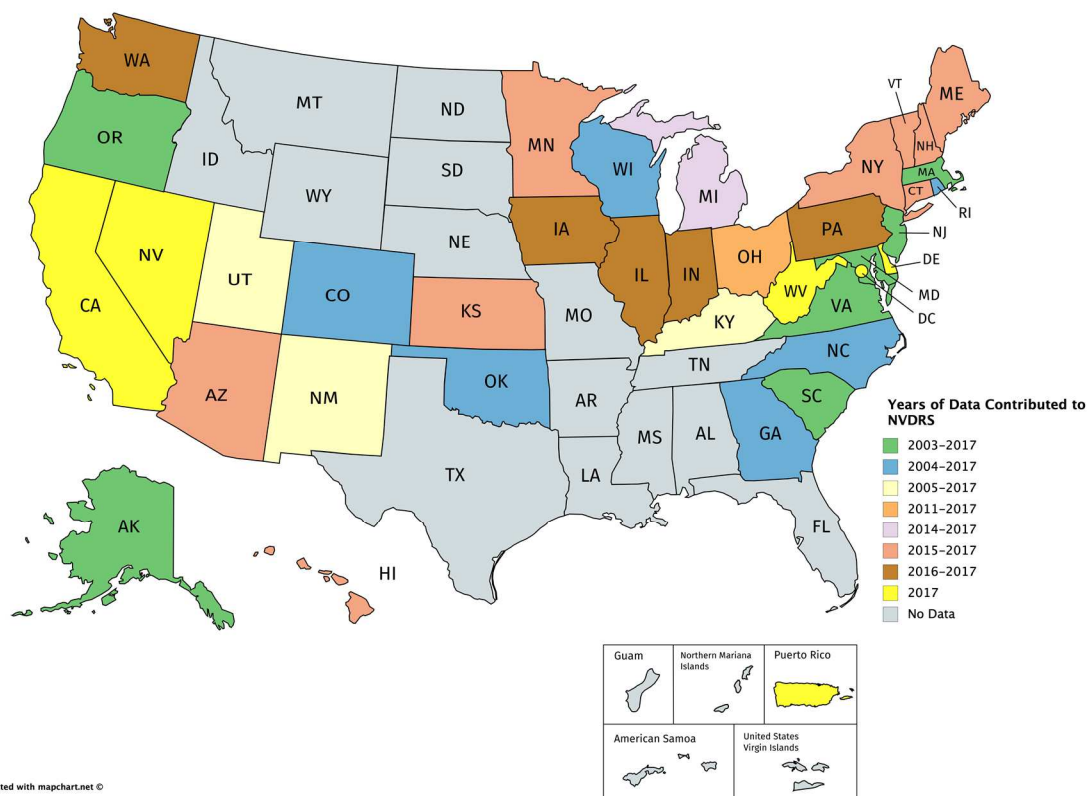 WA
MT
ND
MN
VT
ME
OR
ID
SD
WI
NY
NH
MA
WY
MI
CT
RI
NE
IA
PA
NJ
NV
UT
CO
IL
IN
OH
DE
CA
KS
MO
WV
VA
MD
KY
DC
AZ
NM
OK
TN
NC
AR
SC
MS
AL
GA
TX
LA
FL
AK
HI
Years of Data Contributed to
NVDRS
2003-2017
2004-2017
2005-2017
2011-2017
2014-2017
2015-2017
2016-2017
2017
No Data
Guam
Northern Mariana
Islands
Puerto Rico
American Samoa
United States
Virgin Islands
ted with mapchart.net ©